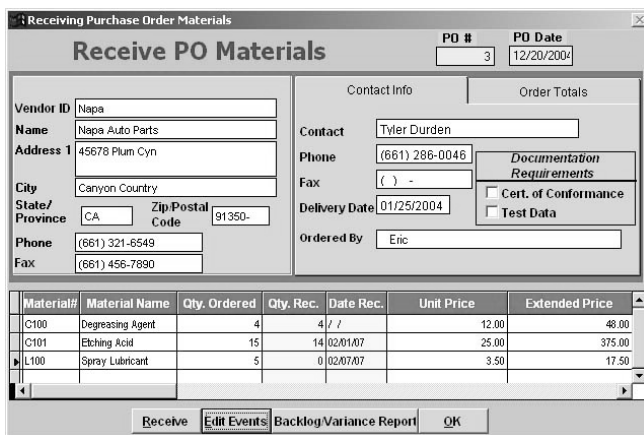 Receiving Purchase Order Materials
Receive PO Materials
PO #
PO Date
3
12/20/2004
Vendor ID Napa
Name Napa Auto Parts
Address 1 45678 Plum Cyn
City Canyon Country
State/
Province CA Zip/Postal
Code 91350-
Phone (661) 321-6549
Fax (661) 456-7890
Contact Info
Order Totals
Contact Tyler Durden
Phone (661) 286-0046
Fax ( ) -
Delivery Date 01/25/2004
Ordered By Eric
Documentation
Requirements
Cert. of Conformance
Test Data
Material# Material Name Qty. Ordered Qty. Rec. Date Rec. Unit Price Extended Price
C100 Degreasing Agent 4 4 / / 12.00 48.00
C101 Etching Acid 15 14 02/01/07 25.00 375.00
L100 Spray Lubricant 5 0 02/07/07 3.50 17.50
Receive Edit Events Backlog/Variance Report OK